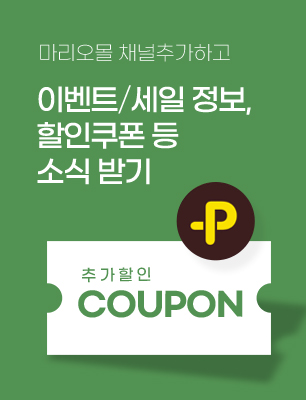 마리오몰 채널추가하고
이벤트/세일 정보,
할인쿠폰 등
소식 받기
+P
추가할인
COUPON